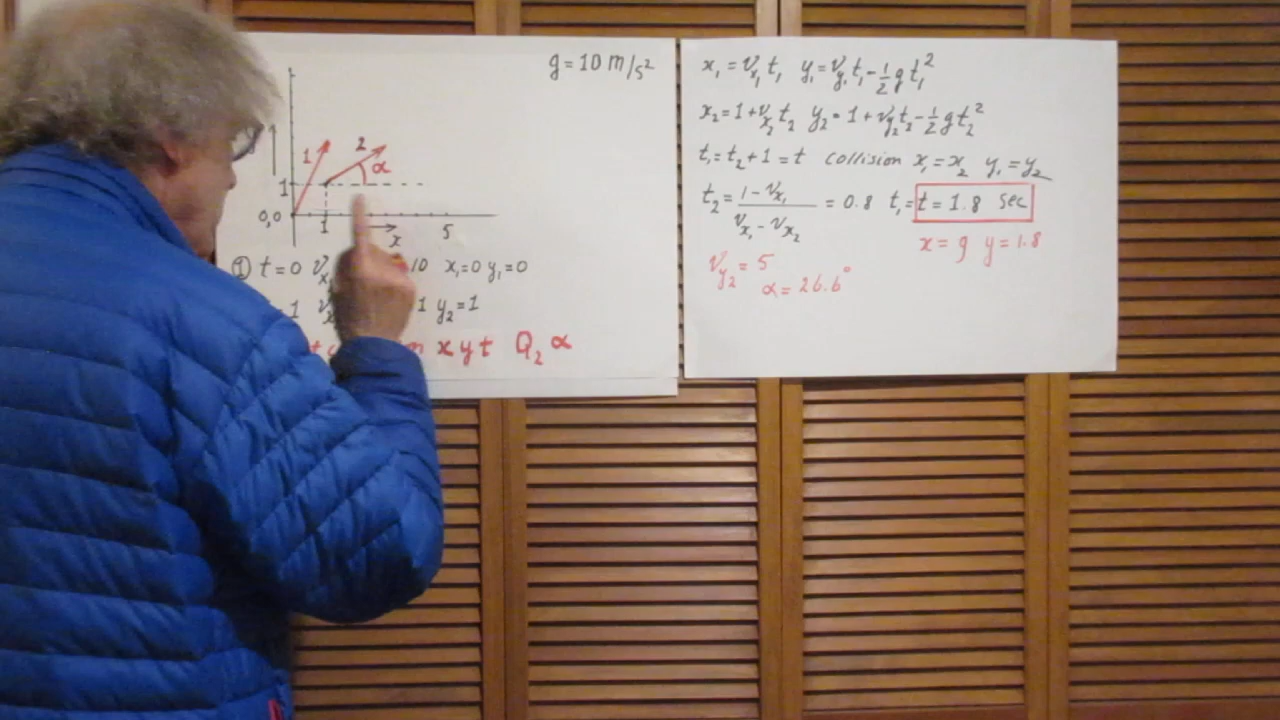 g = 10 m/s²
1
1 2 α
1
0,0 1 x 5
① t=0 10 x₁=0 y₁=0
1 1 y₂=1
x y t Q₂ α
x₁ = v_x₁ t₁ y₁ = v_y₁ t₁ - ½ g t₁²
x₂ = 1 + v_x₂ t₂ y₂ = 1 + v_y₂ t₂ - ½ g t₂²
t₁ = t₂ + 1 = t collision x₁ = x₂ y₁ = y₂
t₂ = (1 - v_x₁)/(v_x₁ - v_x₂) = 0.8 t₁ = t = 1.8 sec
x = 9 y = 1.8
v_y₂ = 5
α = 26.6°